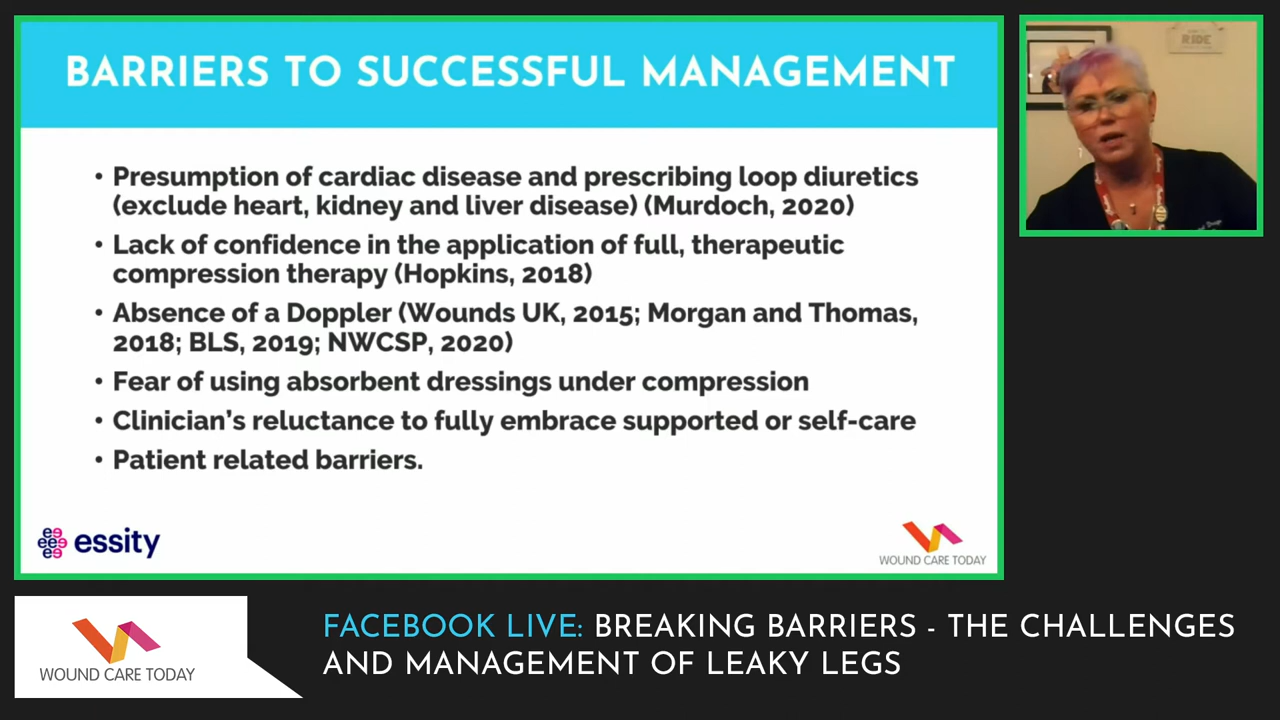 BARRIERS TO SUCCESSFUL MANAGEMENT
RIDE
• Presumption of cardiac disease and prescribing loop diuretics
(exclude heart, kidney and liver disease) (Murdoch, 2020)
• Lack of confidence in the application of full, therapeutic
compression therapy (Hopkins, 2018)
• Absence of a Doppler (Wounds UK, 2015; Morgan and Thomas,
2018; BLS, 2019; NWCSP, 2020)
• Fear of using absorbent dressings under compression
• Clinician’s reluctance to fully embrace supported or self-care
• Patient related barriers.
essity
WOUND CARE TODAY
WOUND CARE TODAY
FACEBOOK LIVE: BREAKING BARRIERS - THE CHALLENGES
AND MANAGEMENT OF LEAKY LEGS